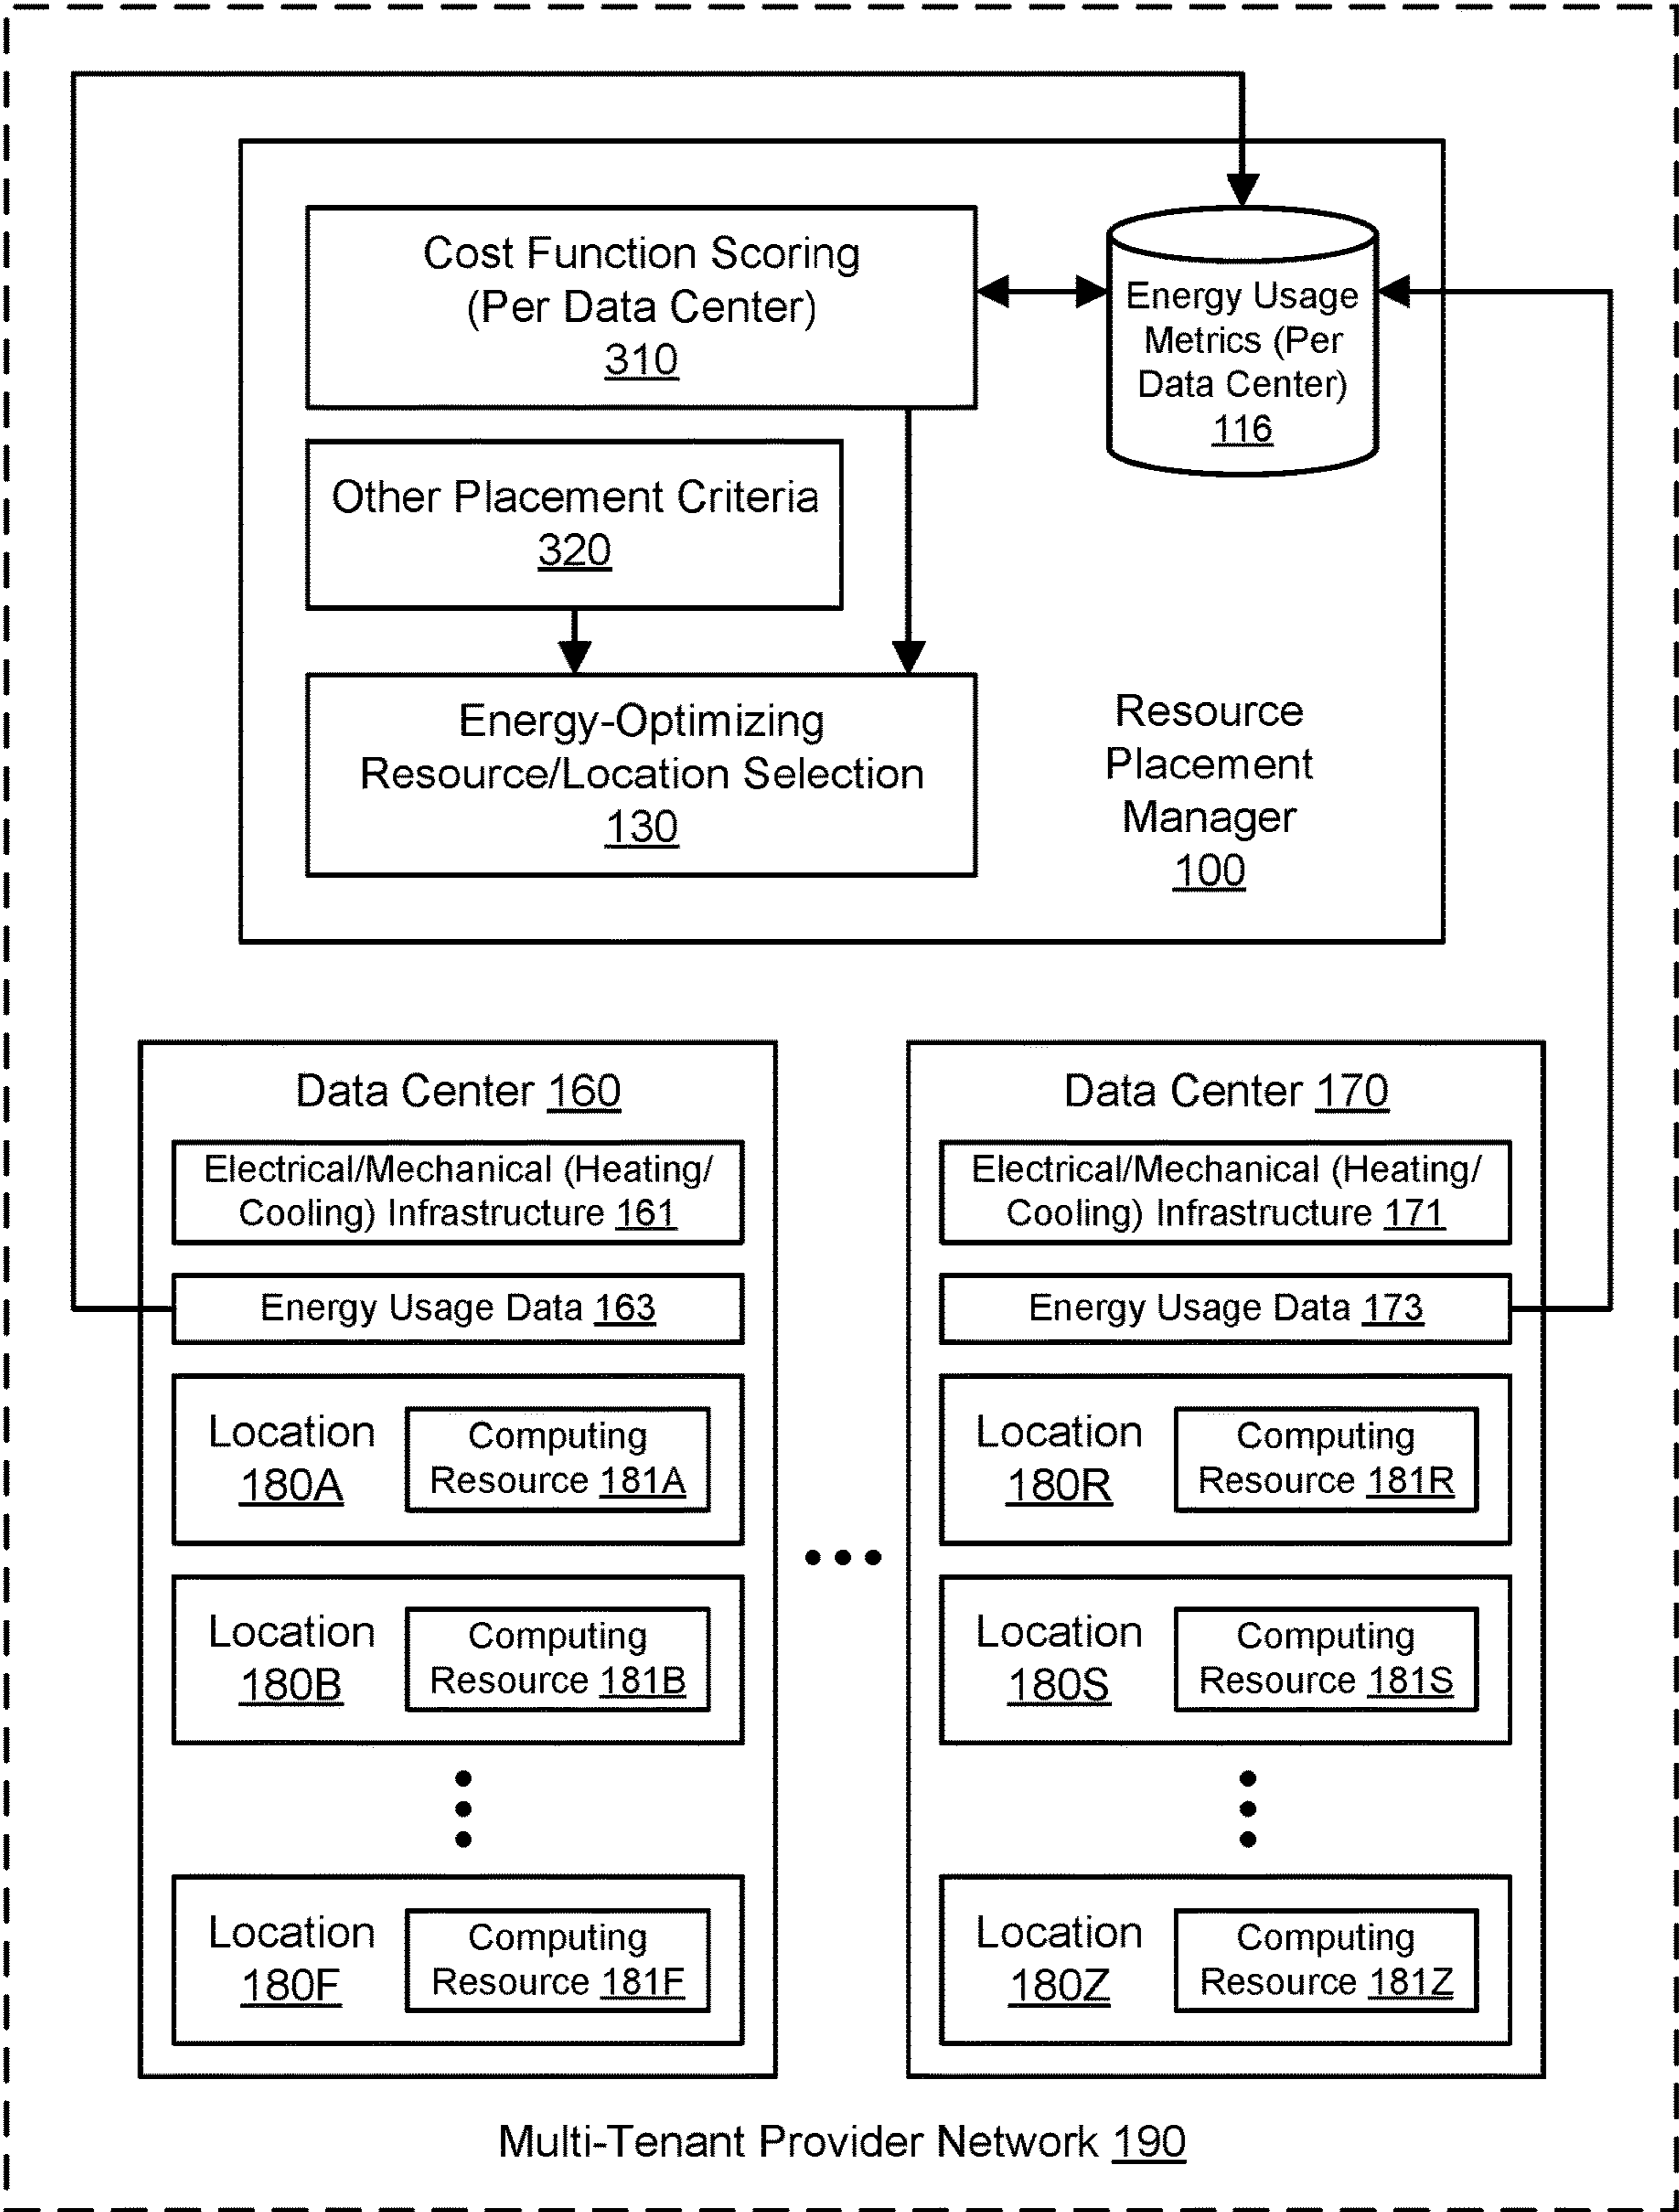 Cost Function Scoring
(Per Data Center)
310
Energy Usage
Metrics (Per
Data Center)
116
Other Placement Criteria
320
Energy-Optimizing
Resource/Location Selection
130
Resource
Placement
Manager
100
Data Center 160
Electrical/Mechanical (Heating/
Cooling) Infrastructure 161
Energy Usage Data 163
Location
180A
Computing
Resource 181A
Location
180B
Computing
Resource 181B
Location
180F
Computing
Resource 181F
Data Center 170
Electrical/Mechanical (Heating/
Cooling) Infrastructure 171
Energy Usage Data 173
Location
180R
Computing
Resource 181R
Location
180S
Computing
Resource 181S
Location
180Z
Computing
Resource 181Z
Multi-Tenant Provider Network 190